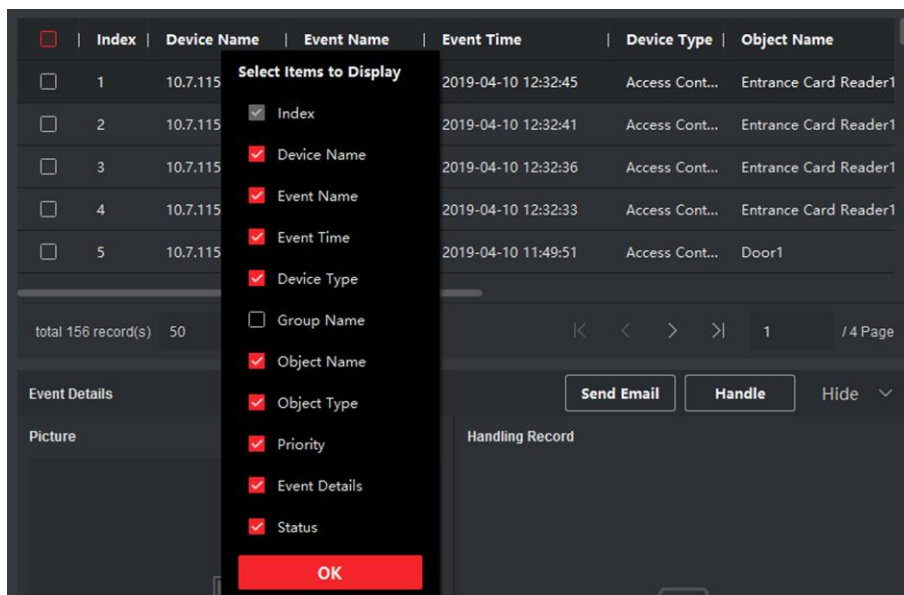 Index | Device Name | Event Name | Event Time | Device Type | Object Name
1 10.7.115 2019-04-10 12:32:45 Access Cont... Entrance Card Reader1
2 10.7.115 2019-04-10 12:32:41 Access Cont... Entrance Card Reader1
3 10.7.115 2019-04-10 12:32:36 Access Cont... Entrance Card Reader1
4 10.7.115 2019-04-10 12:32:33 Access Cont... Entrance Card Reader1
5 10.7.115 2019-04-10 11:49:51 Access Cont... Door1
Select Items to Display
Index
Device Name
Event Name
Event Time
Device Type
Group Name
Object Name
Object Type
Priority
Event Details
Status
OK
total 156 record(s) 50 1 / 4 Page
Event Details Send Email Handle Hide
Picture Handling Record